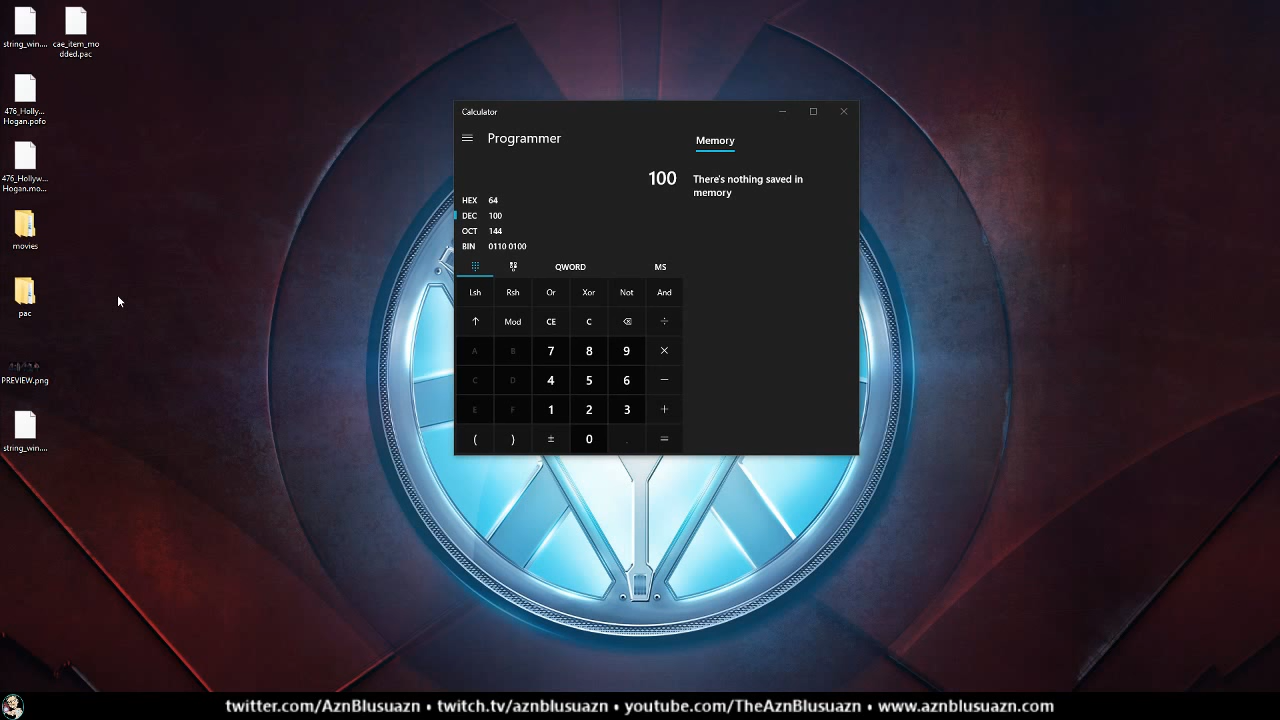 string_win....
cae_item_mo
dded.pac
476_Holly...
Hogan.pofo
476_Hollyw...
Hogan.mo...
movies
pac
PREVIEW.png
string_win....
Calculator
Programmer
Memory
100
There's nothing saved in
memory
HEX 64
DEC 100
OCT 144
BIN 0110 0100
QWORD MS
Lsh Rsh Or Xor Not And
↑ Mod CE C ⌫ ÷
A B 7 8 9 ×
C D 4 5 6 −
E F 1 2 3 +
( ) ± 0 . =
twitter.com/AznBlusuazn • twitch.tv/aznblusuazn • youtube.com/TheAznBlusuazn • www.aznblusuazn.com